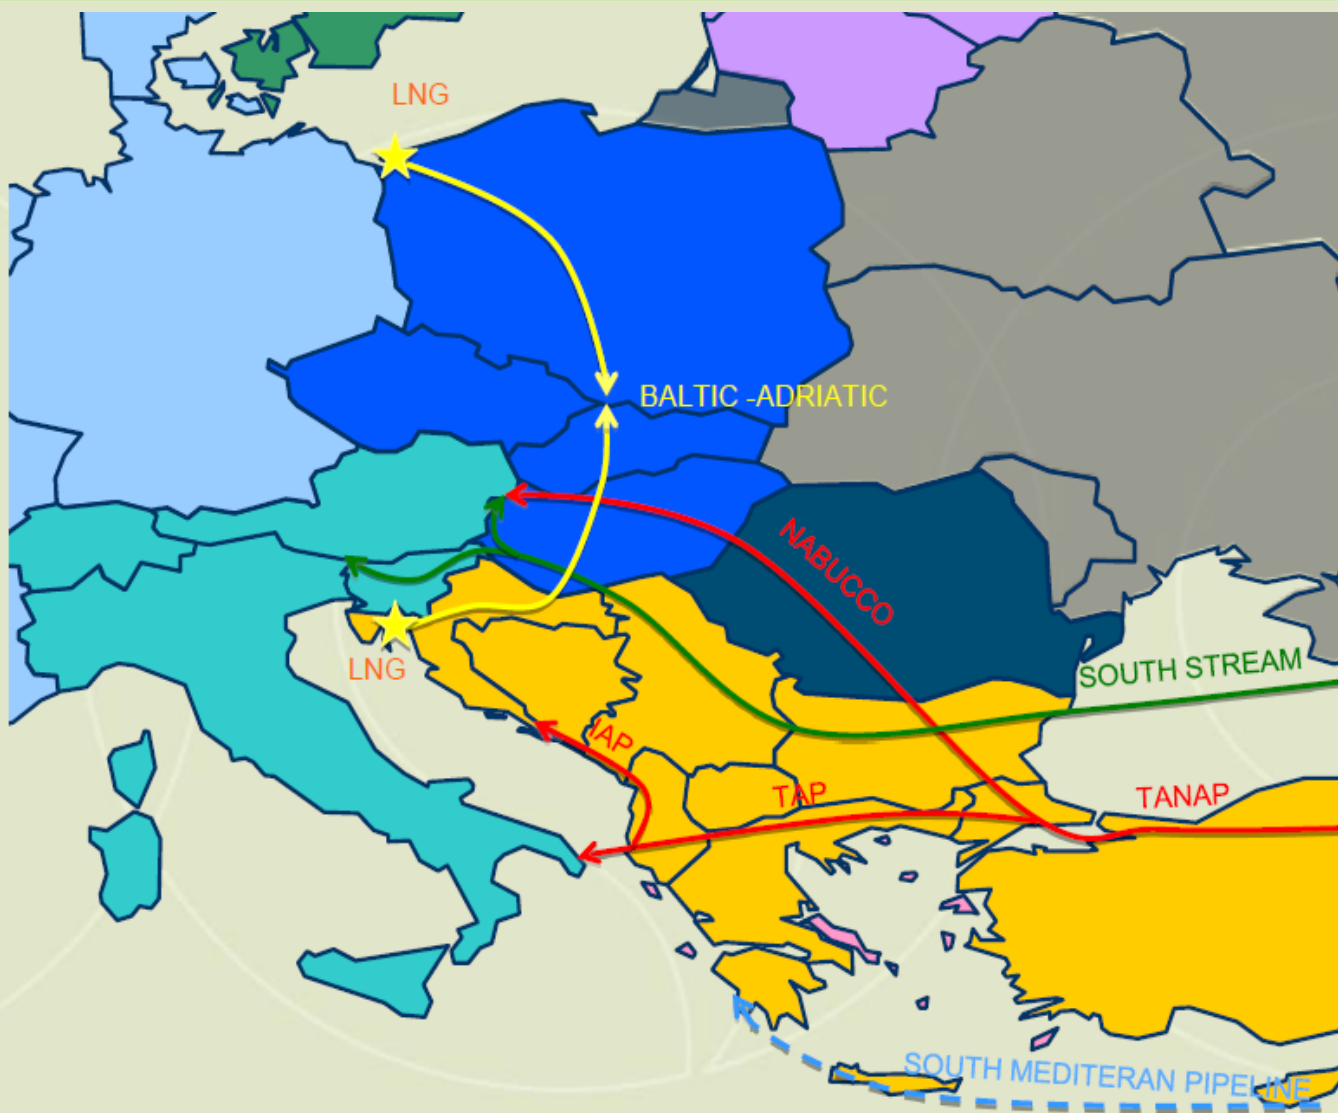 LNG
BALTIC -ADRIATIC
NABUCCO
LNG
SOUTH STREAM
IAP
TAP
TANAP
SOUTH MEDITERAN PIPELINE